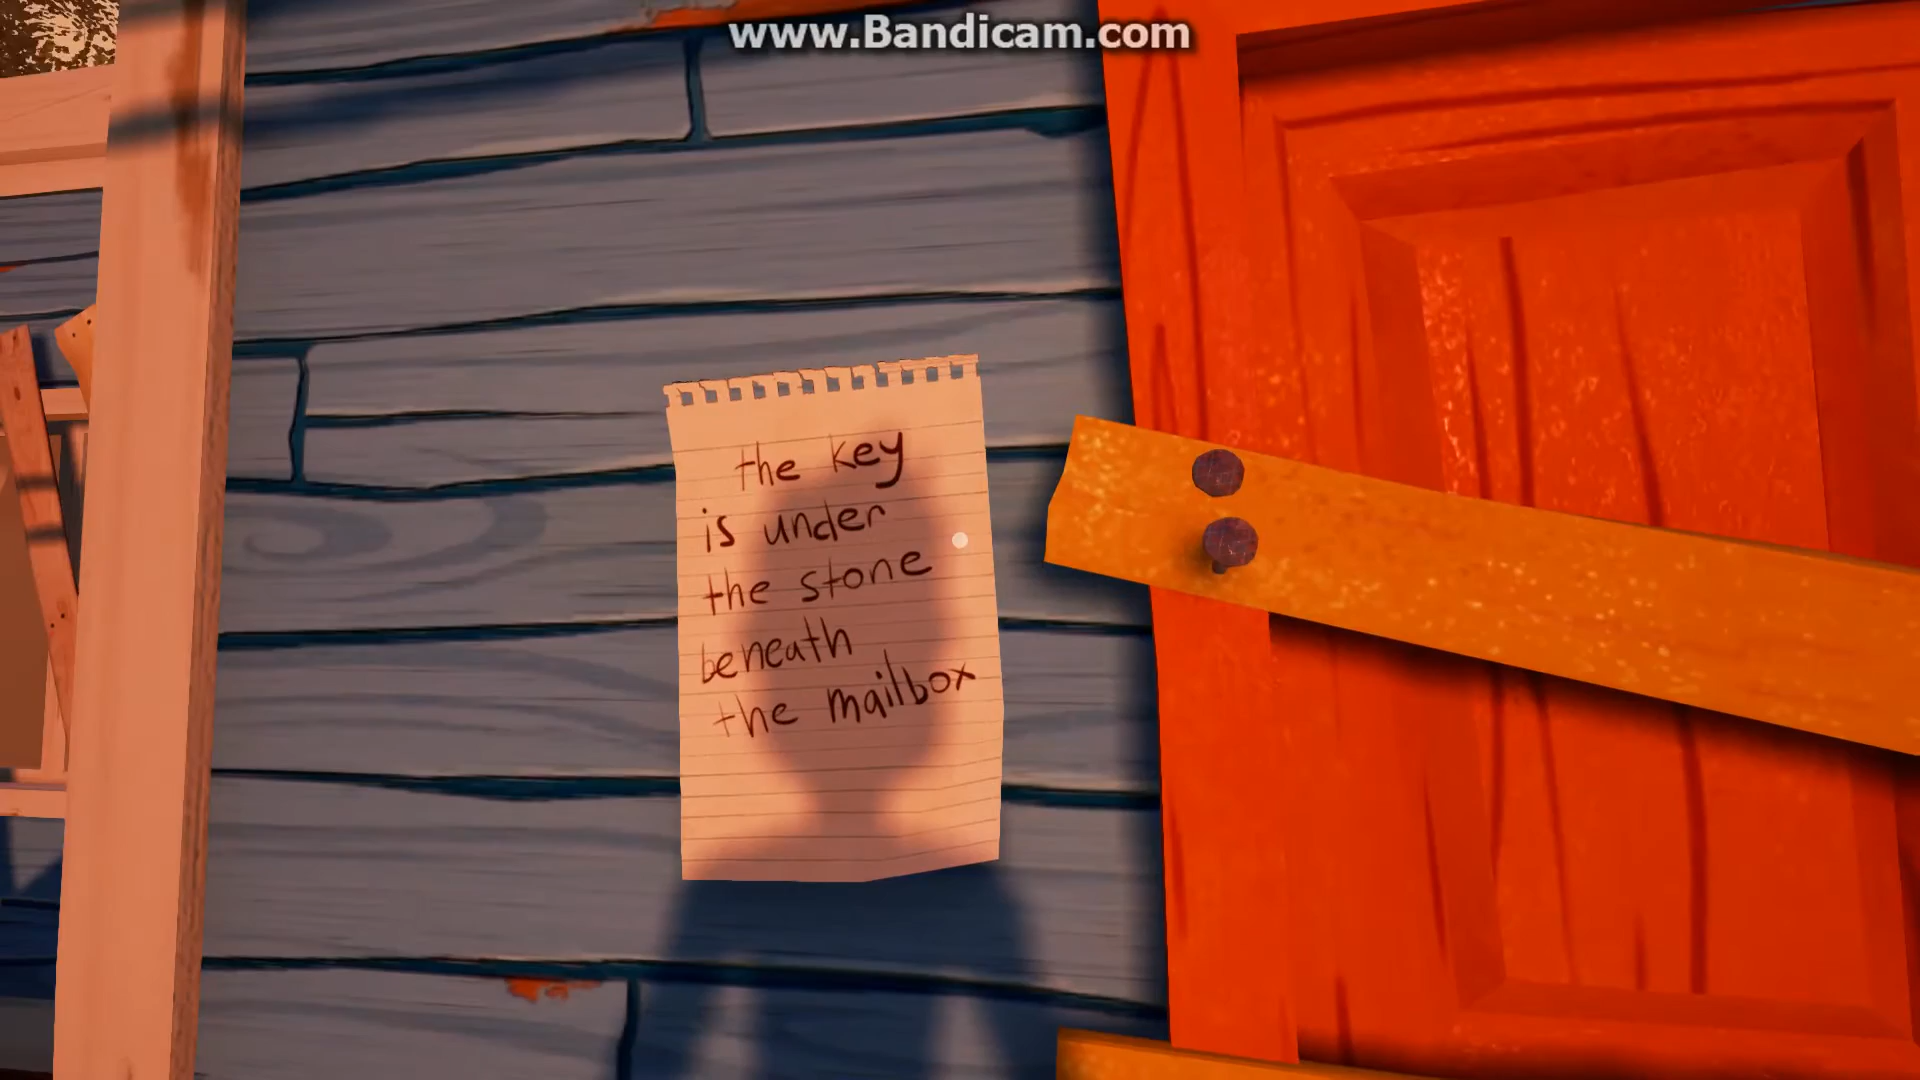 www.Bandicam.com
the key
is under
the stone
beneath
the mailbox